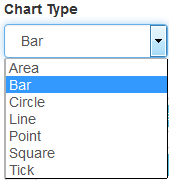 Chart Type
Bar
Area
Bar
Circle
Line
Point
Square
Tick